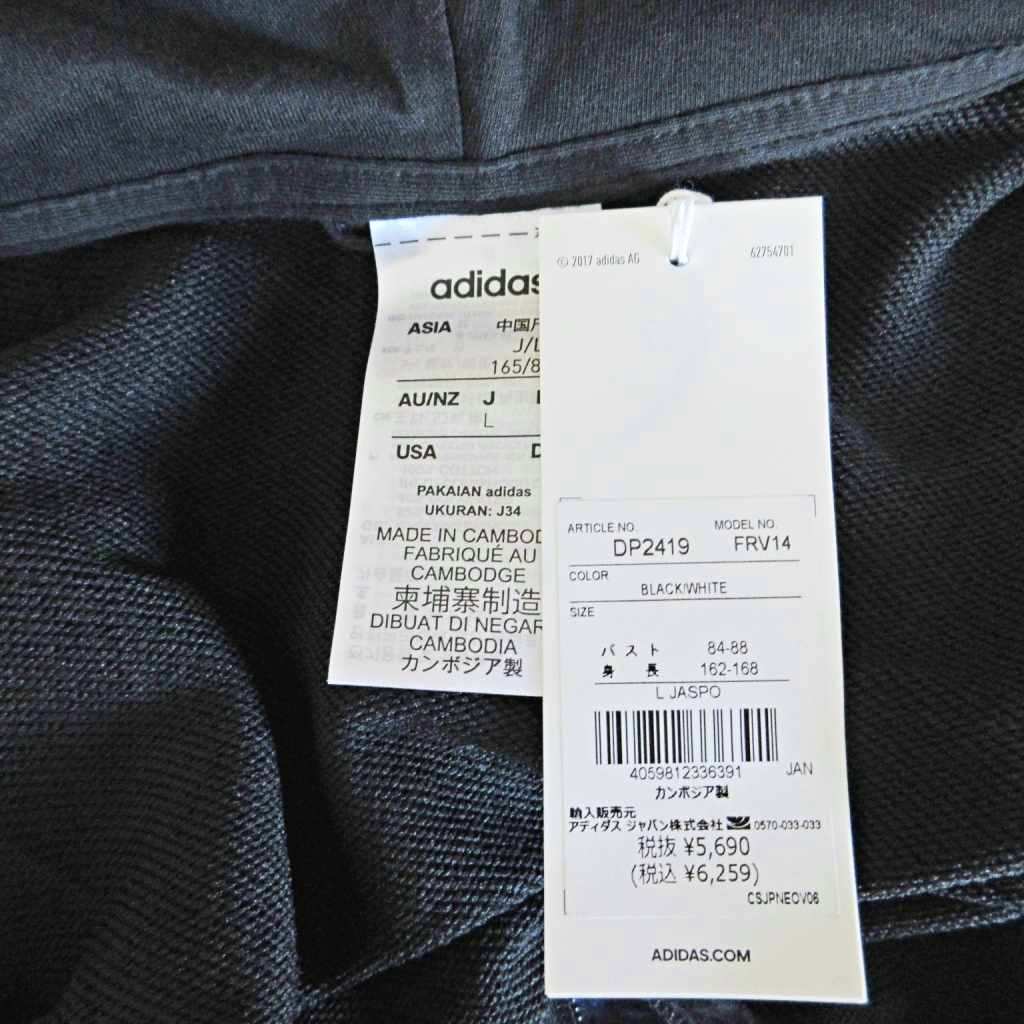 adidas
ASIA 中国
J/L
165/8
AU/NZ J
L
USA
PAKAIAN adidas
UKURAN: J34
MADE IN CAMBOD
FABRIQUÉ AU
CAMBODGE
柬埔寨制造
DIBUAT DI NEGAR
CAMBODIA
カンボジア製
© 2017 adidas AG 62754701
ARTICLE NO. MODEL NO.
DP2419 FRV14
COLOR
BLACK/WHITE
SIZE
バスト 84-88
身長 162-168
L JASPO
4059812336391 JAN
カンボジア製
輸入販売元
アディダス ジャパン株式会社 0570-033-033
税抜 ¥5,690
(税込 ¥6,259)
CSJPNEOV06
ADIDAS.COM